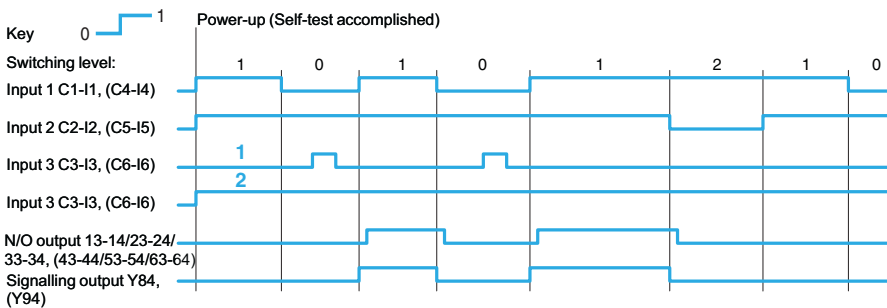 Key 0 1 Power-up (Self-test accomplished)
Switching level: 1 0 1 0 1 2 1 0
Input 1 C1-I1, (C4-I4)
Input 2 C2-I2, (C5-I5)
1
Input 3 C3-I3, (C6-I6)
2
Input 3 C3-I3, (C6-I6)
N/O output 13-14/23-24/
33-34, (43-44/53-54/63-64)
Signalling output Y84,
(Y94)